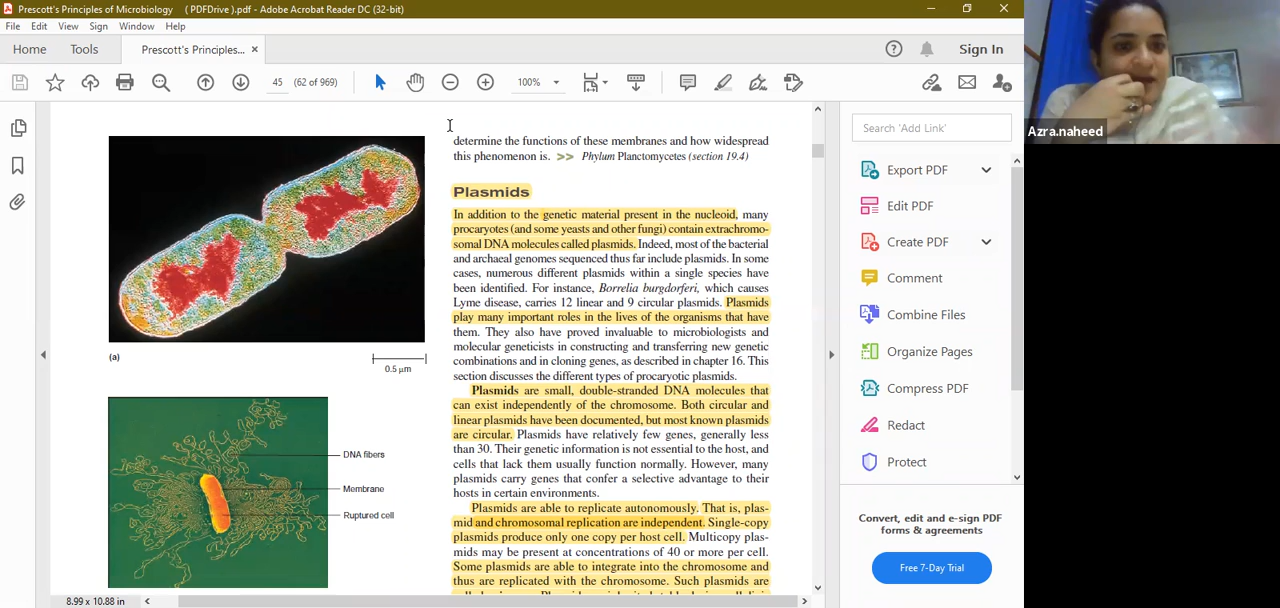 Prescott's Principles of Microbiology ( PDFDrive ).pdf - Adobe Acrobat Reader DC (32-bit)
File Edit View Sign Window Help
Home Tools Prescott's Principles... × Sign In
45 (62 of 969) 100%
Azra.naheed
determine the functions of these membranes and how widespread
this phenomenon is. >> Phylum Planctomycetes (section 19.4)
Plasmids
In addition to the genetic material present in the nucleoid, many
procaryotes (and some yeasts and other fungi) contain extrachromo-
somal DNA molecules called plasmids. Indeed, most of the bacterial
and archaeal genomes sequenced thus far include plasmids. In some
cases, numerous different plasmids within a single species have
been identified. For instance, Borrelia burgdorferi, which causes
Lyme disease, carries 12 linear and 9 circular plasmids. Plasmids
play many important roles in the lives of the organisms that have
them. They also have proved invaluable to microbiologists and
molecular geneticists in constructing and transferring new genetic
combinations and in cloning genes, as described in chapter 16. This
section discusses the different types of procaryotic plasmids.
Plasmids are small, double-stranded DNA molecules that
can exist independently of the chromosome. Both circular and
linear plasmids have been documented, but most known plasmids
are circular. Plasmids have relatively few genes, generally less
than 30. Their genetic information is not essential to the host, and
cells that lack them usually function normally. However, many
plasmids carry genes that confer a selective advantage to their
hosts in certain environments.
Plasmids are able to replicate autonomously. That is, plas-
mid and chromosomal replication are independent. Single-copy
plasmids produce only one copy per host cell. Multicopy plas-
mids may be present at concentrations of 40 or more per cell.
Some plasmids are able to integrate into the chromosome and
thus are replicated with the chromosome. Such plasmids are
(a)
0.5 μm
DNA fibers
Membrane
Ruptured cell
8.99 x 10.88 in
Search 'Add Link'
Export PDF
Edit PDF
Create PDF
Comment
Combine Files
Organize Pages
Compress PDF
Redact
Protect
Convert, edit and e-sign PDF
forms & agreements
Free 7-Day Trial